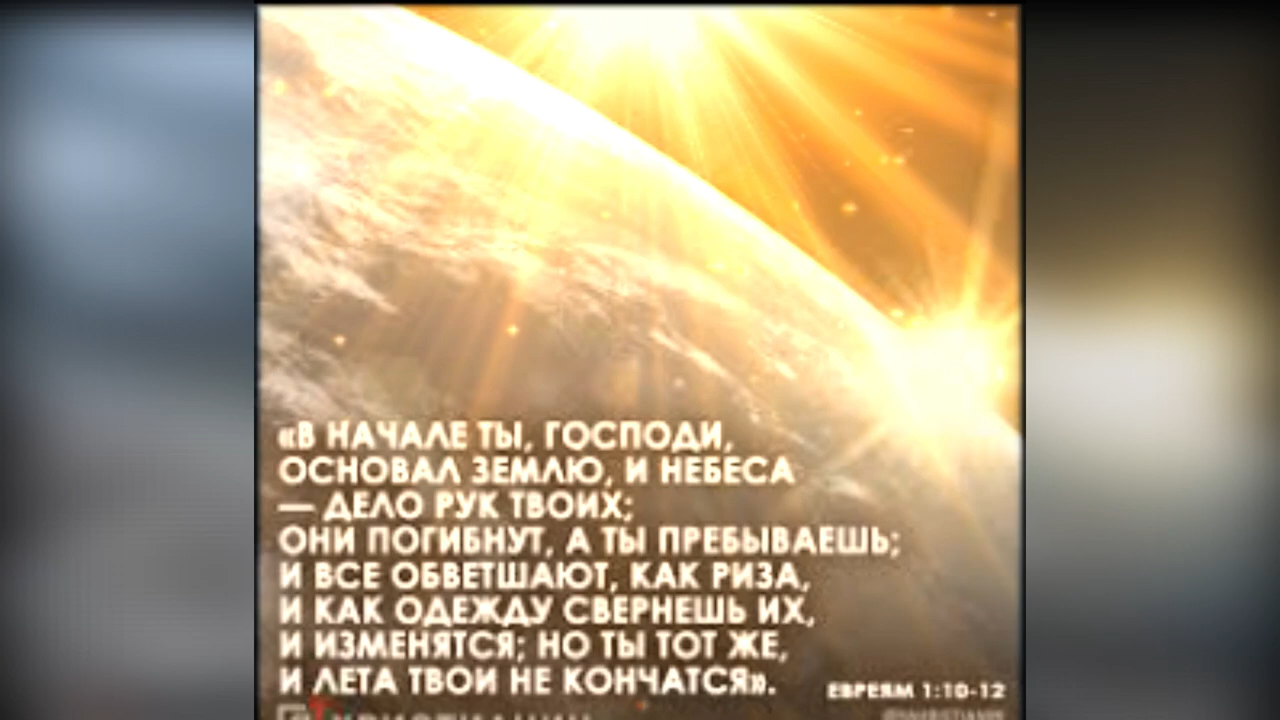 «В НАЧАЛЕ ТЫ, ГОСПОДИ,
ОСНОВАЛ ЗЕМЛЮ, И НЕБЕСА
— ДЕЛО РУК ТВОИХ;
ОНИ ПОГИБНУТ, А ТЫ ПРЕБЫВАЕШЬ;
И ВСЕ ОБВЕТШАЮТ, КАК РИЗА,
И КАК ОДЕЖДУ СВЕРНЕШЬ ИХ,
И ИЗМЕНЯТСЯ; НО ТЫ ТОТ ЖЕ,
И ЛЕТА ТВОИ НЕ КОНЧАТСЯ».
ЕВРЕЯМ 1:10-12